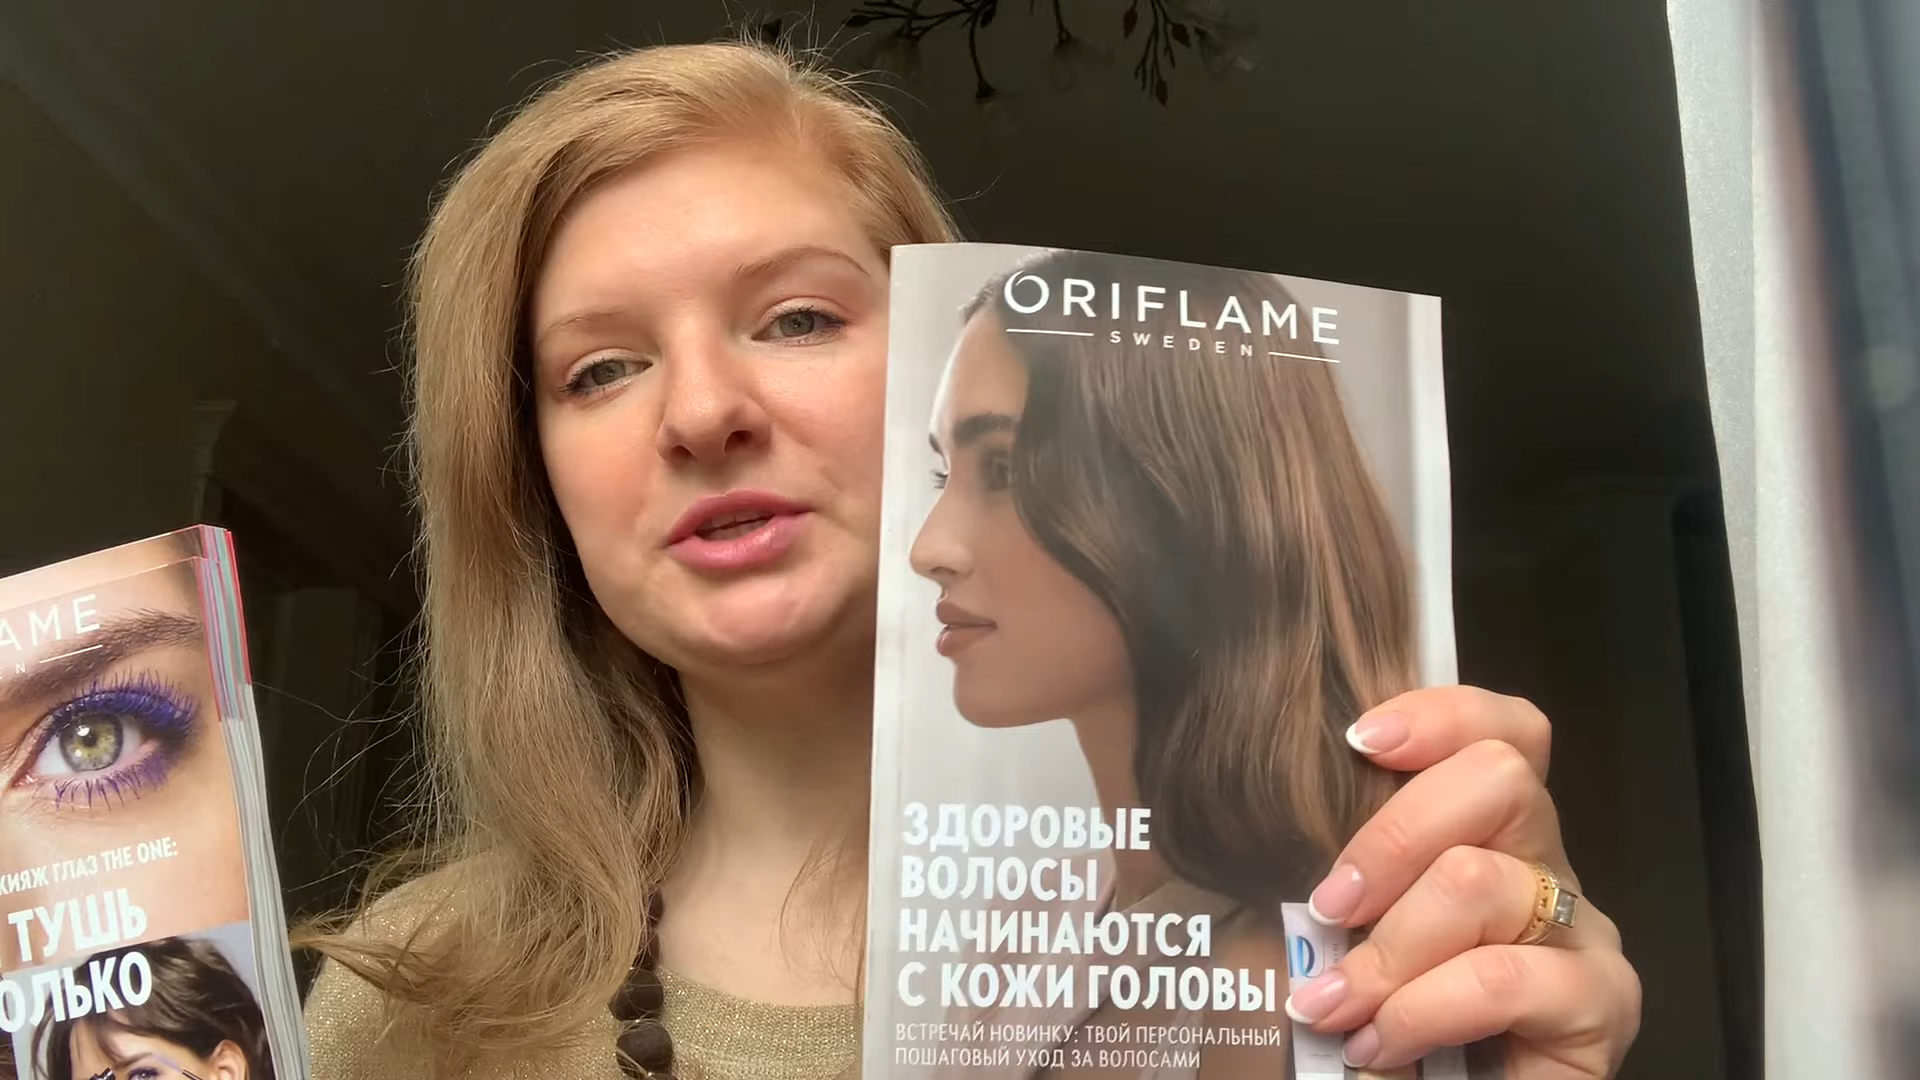 ORIFLAME
SWEDEN
ЗДОРОВЫЕ
ВОЛОСЫ
НАЧИНАЮТСЯ
С КОЖИ ГОЛОВЫ
ВСТРЕЧАЙ НОВИНКУ: ТВОЙ ПЕРСОНАЛЬНЫЙ
ПОШАГОВЫЙ УХОД ЗА ВОЛОСАМИ
AME
N
КИЯЖ ГЛАЗ THE ONE:
ТУШЬ
ОЛЬКО